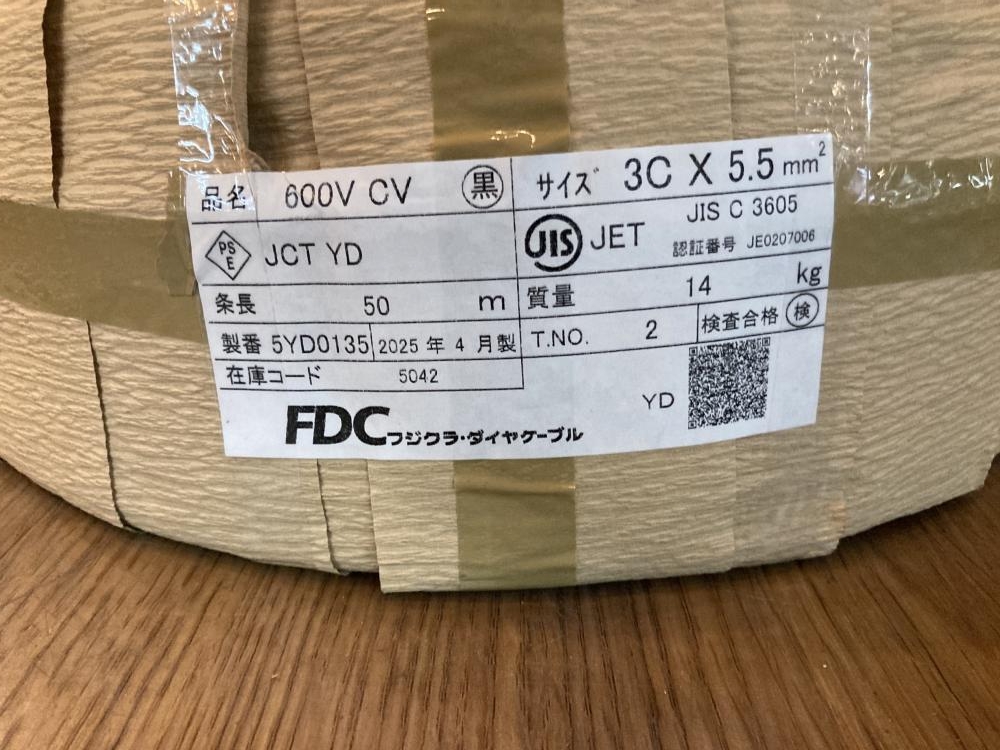 品名 600V CV 黒 サイズ 3C X 5.5 mm²
PS E JCT YD JIS JET JIS C 3605
認証番号 JE0207006
条長 50 m 質量 14 kg
製番 5YD0135 2025 年 4 月製 T.NO. 2 検査合格 検
在庫コード 5042
YD
FDC フジクラ・ダイヤケーブル